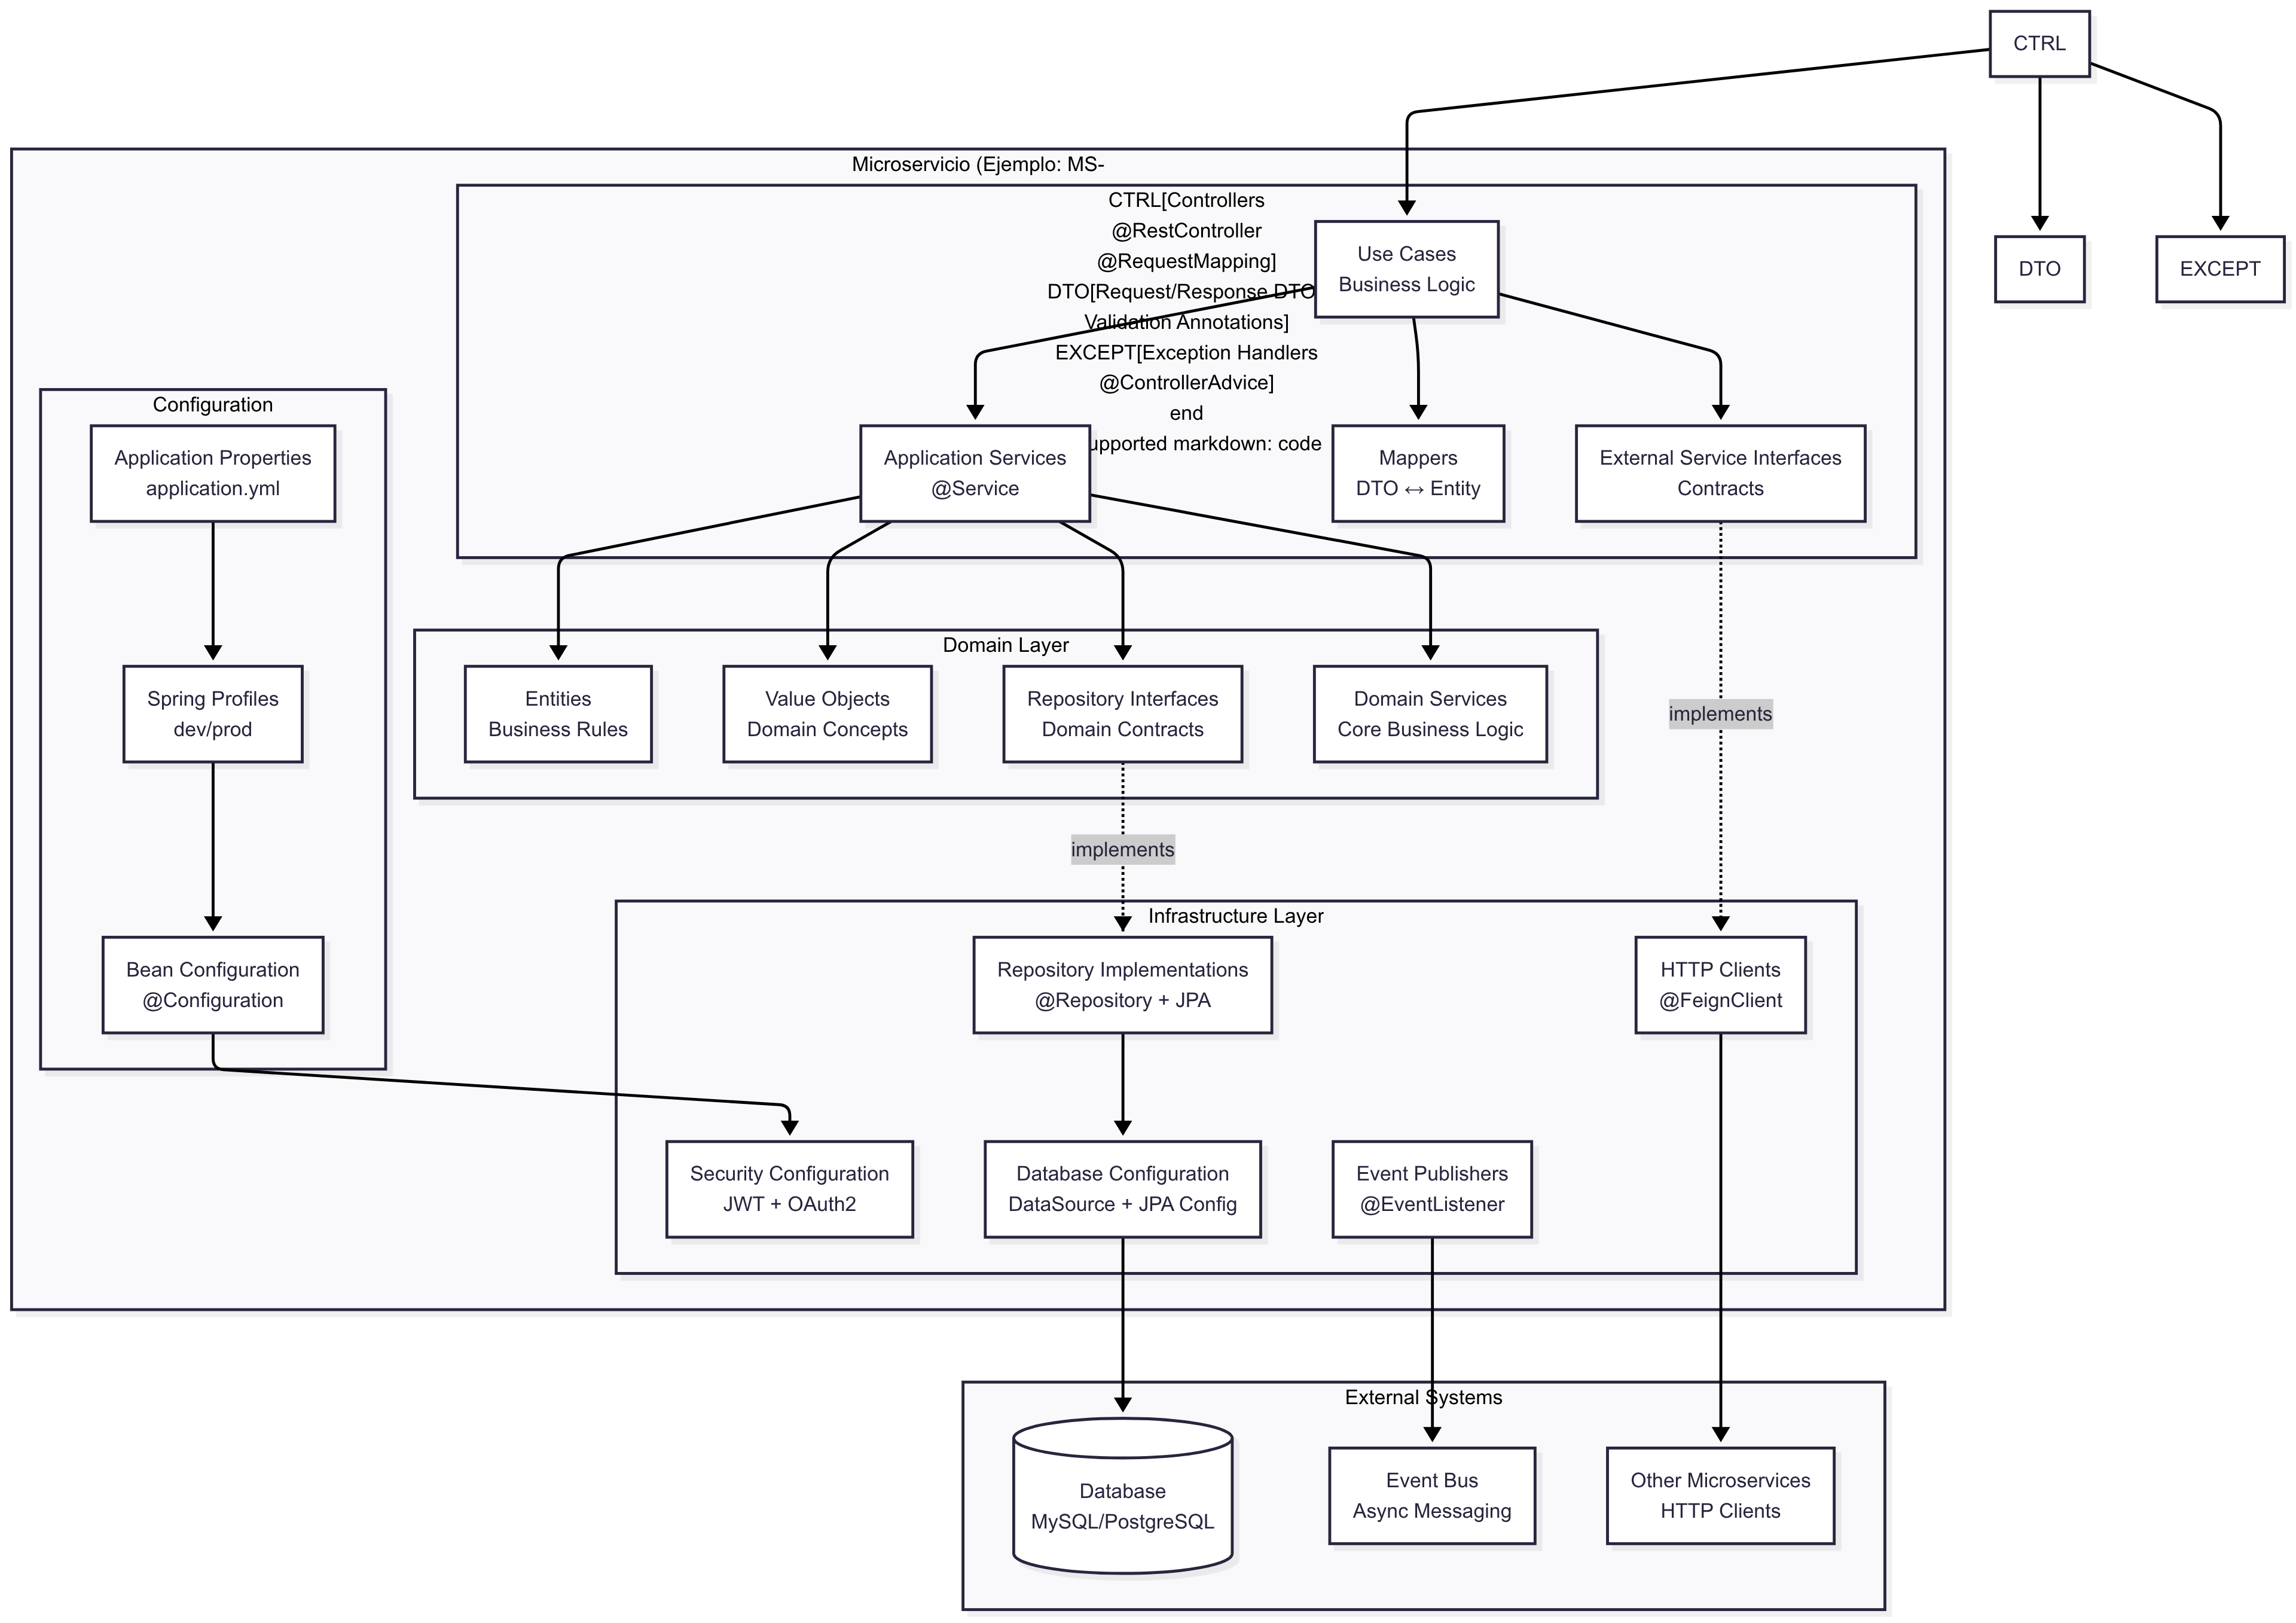 CTRL
Microservicio (Ejemplo: MS-
CTRL[Controllers
@RestController
@RequestMapping]
DTO[Request/Response DTO
Validation Annotations]
EXCEPT[Exception Handlers
@ControllerAdvice]
end
upported markdown: code
Use Cases
Business Logic
DTO
EXCEPT
Configuration
Application Properties
application.yml
Application Services
@Service
Mappers
DTO ↔ Entity
External Service Interfaces
Contracts
Domain Layer
Spring Profiles
dev/prod
Entities
Business Rules
Value Objects
Domain Concepts
Repository Interfaces
Domain Contracts
Domain Services
Core Business Logic
implements
implements
Infrastructure Layer
Bean Configuration
@Configuration
Repository Implementations
@Repository + JPA
HTTP Clients
@FeignClient
Security Configuration
JWT + OAuth2
Database Configuration
DataSource + JPA Config
Event Publishers
@EventListener
External Systems
Database
MySQL/PostgreSQL
Event Bus
Async Messaging
Other Microservices
HTTP Clients